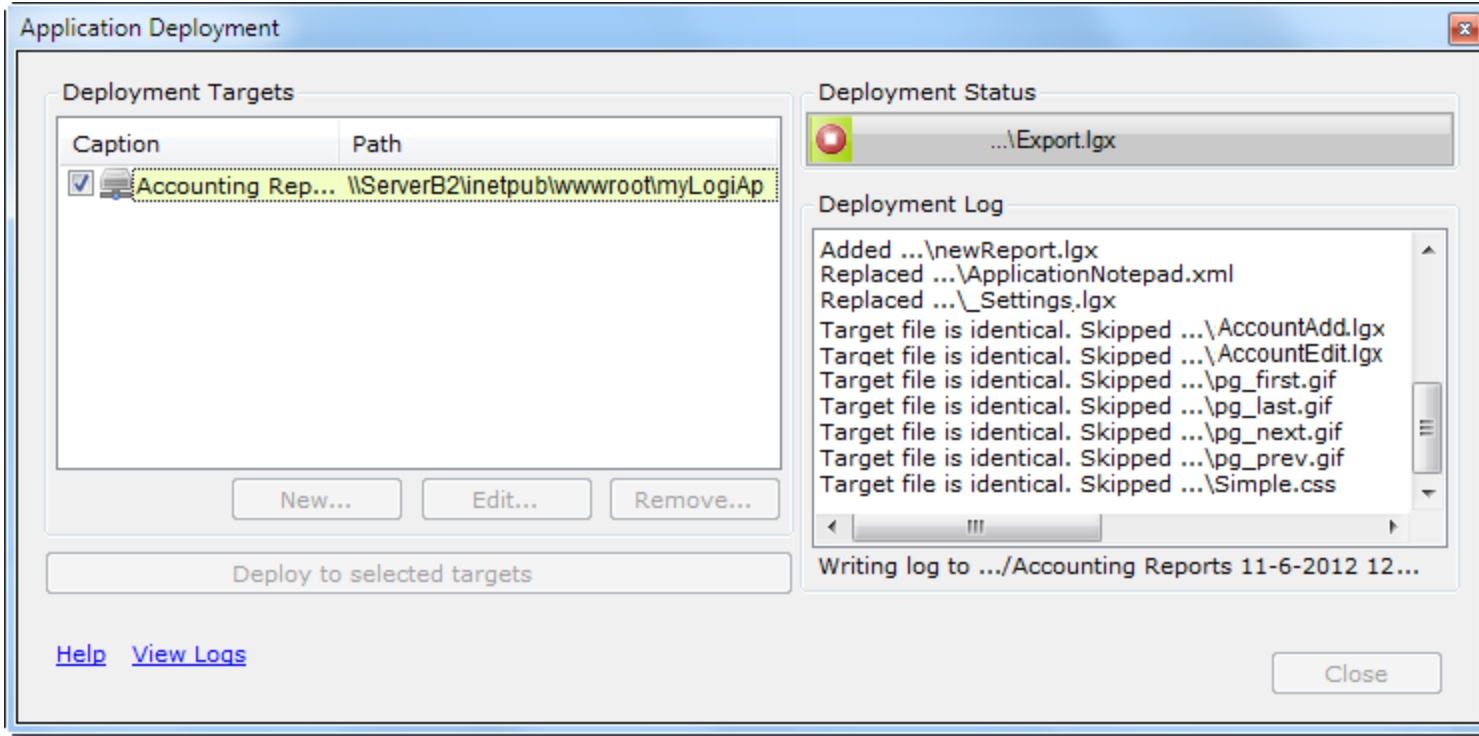 Application Deployment
Deployment Targets
Caption Path
Accounting Rep... \\ServerB2\inetpub\wwwroot\myLogiAp
New... Edit... Remove...
Deploy to selected targets
Help View Logs
Deployment Status
...\Export.lgx
Deployment Log
Added ...\newReport.lgx
Replaced ...\ApplicationNotepad.xml
Replaced ...\_Settings.lgx
Target file is identical. Skipped ...\AccountAdd.lgx
Target file is identical. Skipped ...\AccountEdit.lgx
Target file is identical. Skipped ...\pg_first.gif
Target file is identical. Skipped ...\pg_last.gif
Target file is identical. Skipped ...\pg_next.gif
Target file is identical. Skipped ...\pg_prev.gif
Target file is identical. Skipped ...\Simple.css
Writing log to .../Accounting Reports 11-6-2012 12...
Close